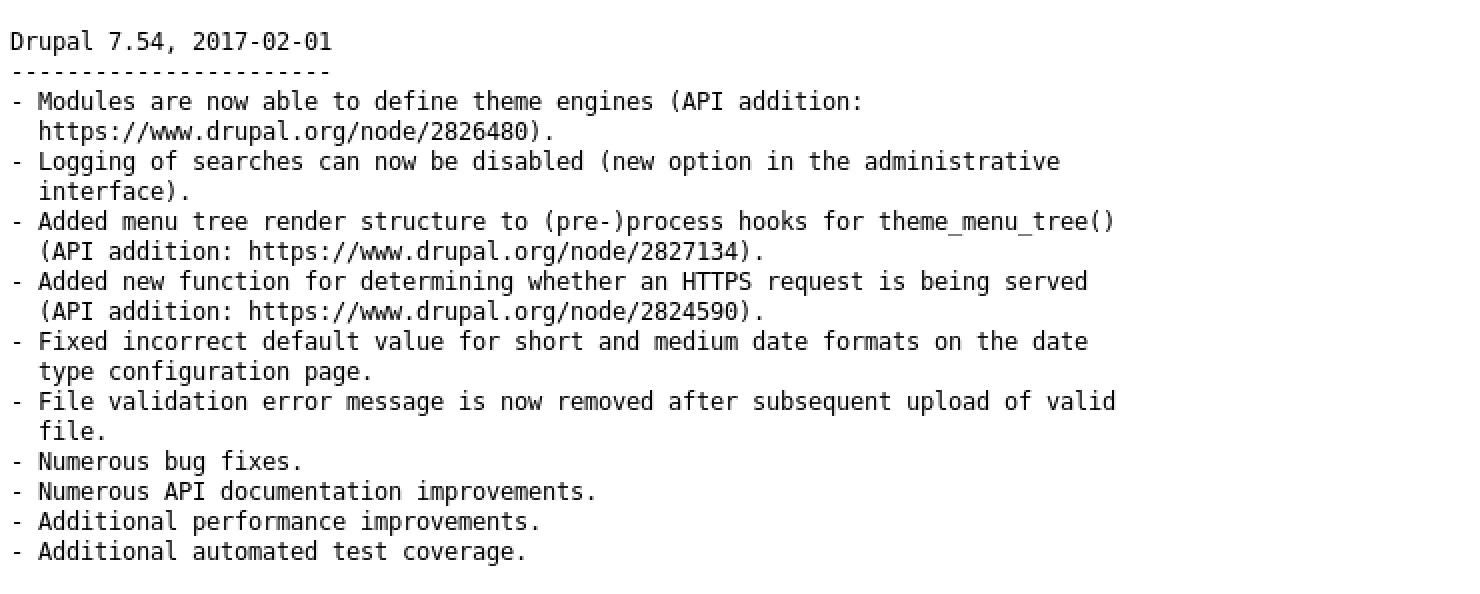 Drupal 7.54, 2017-02-01
-----------------------
- Modules are now able to define theme engines (API addition:
  https://www.drupal.org/node/2826480).
- Logging of searches can now be disabled (new option in the administrative
  interface).
- Added menu tree render structure to (pre-)process hooks for theme_menu_tree()
  (API addition: https://www.drupal.org/node/2827134).
- Added new function for determining whether an HTTPS request is being served
  (API addition: https://www.drupal.org/node/2824590).
- Fixed incorrect default value for short and medium date formats on the date
  type configuration page.
- File validation error message is now removed after subsequent upload of valid
  file.
- Numerous bug fixes.
- Numerous API documentation improvements.
- Additional performance improvements.
- Additional automated test coverage.